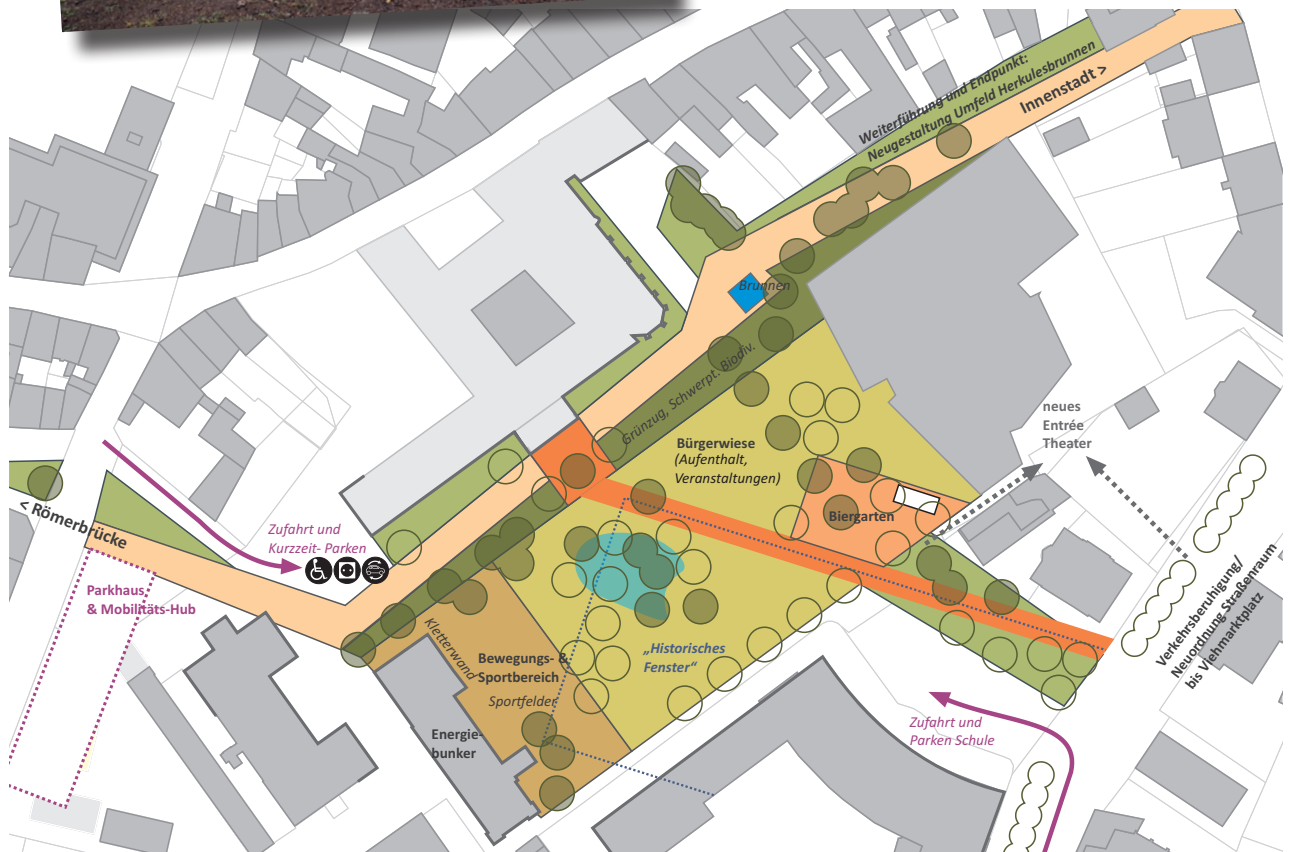 Weiterführung und Endpunkt:
Neugestaltung Umfeld Herkulesbrunnen
Innenstadt >
Brunnen
Grünzug, Schwerpt. Biodiv.
neues
Entrée
Theater
Bürgerwiese
(Aufenthalt,
Veranstaltungen)
Biergarten
< Römerbrücke
Zufahrt und
Kurzzeit- Parken
Parkhaus
& Mobilitäts-Hub
Kletterwand
Bewegungs- &
Sportbereich
Sportfelder
„Historisches
Fenster“
Energie-
bunker
Verkehrsberuhigung/
Neuordnung Straßenraum
bis Viehmarktplatz
Zufahrt und
Parken Schule